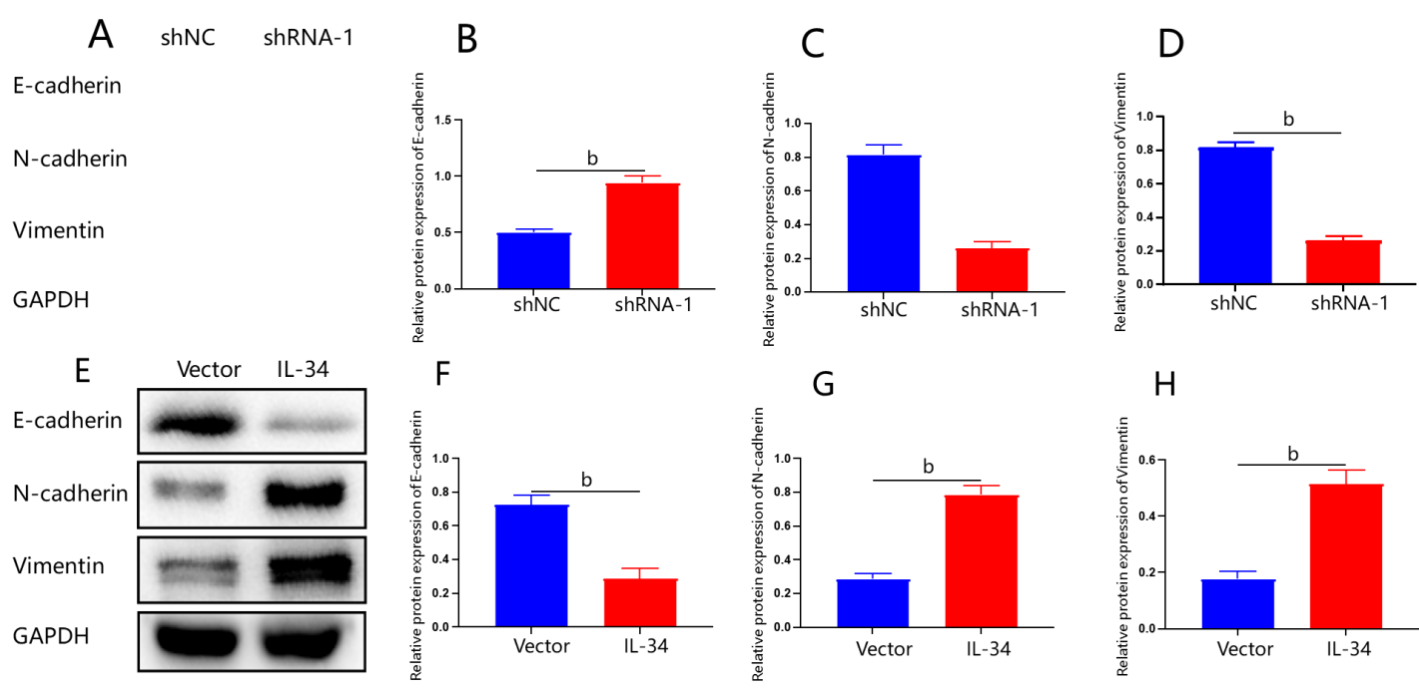 A
shNC shRNA-1
E-cadherin
N-cadherin
Vimentin
GAPDH
B
Relative protein expression of E-cadherin
1.5
1.0
0.5
0.0
b
shNC shRNA-1
C
Relative protein expression of N-cadherin
1.0
0.8
0.6
0.4
0.2
0.0
shNC shRNA-1
D
Relative protein expression of Vimentin
1.0
0.8
0.6
0.4
0.2
0.0
b
shNC shRNA-1
E
Vector IL-34
E-cadherin
N-cadherin
Vimentin
GAPDH
F
Relative protein expression of E-cadherin
1.0
0.8
0.6
0.4
0.2
0.0
b
Vector IL-34
G
Relative protein expression of N-cadherin
1.0
0.8
0.6
0.4
0.2
0.0
b
Vector IL-34
H
Relative protein expression of Vimentin
0.6
0.4
0.2
0.0
b
Vector IL-34